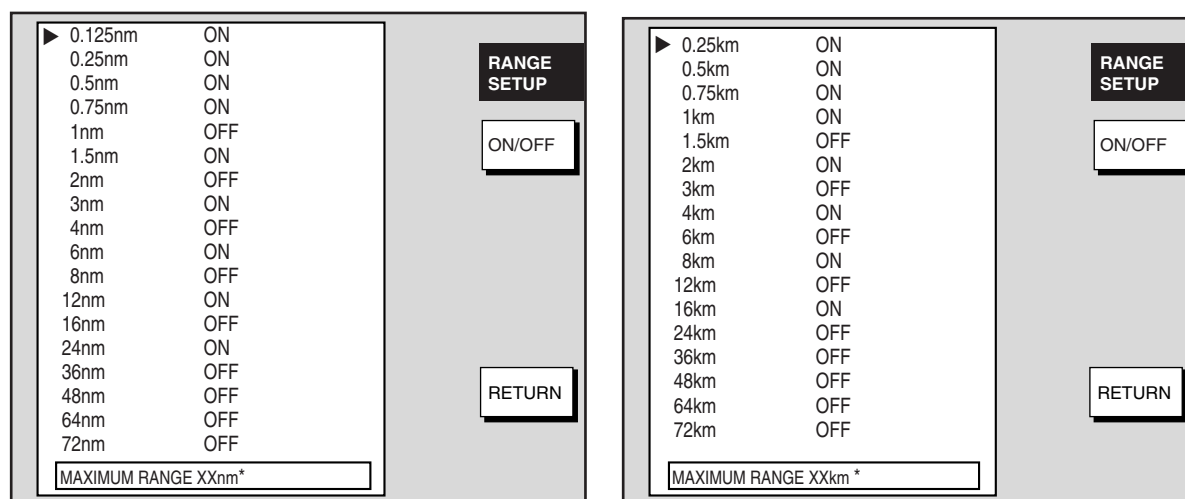 0.125nm ON
0.25nm ON
0.5nm ON
0.75nm ON
1nm OFF
1.5nm ON
2nm OFF
3nm ON
4nm OFF
6nm ON
8nm OFF
12nm ON
16nm OFF
24nm ON
36nm OFF
48nm OFF
64nm OFF
72nm OFF
MAXIMUM RANGE XXnm*
RANGE
SETUP
ON/OFF
RETURN
0.25km ON
0.5km ON
0.75km ON
1km ON
1.5km OFF
2km ON
3km OFF
4km ON
6km OFF
8km ON
12km OFF
16km ON
24km OFF
36km OFF
48km OFF
64km OFF
72km OFF
MAXIMUM RANGE XXkm *
RANGE
SETUP
ON/OFF
RETURN